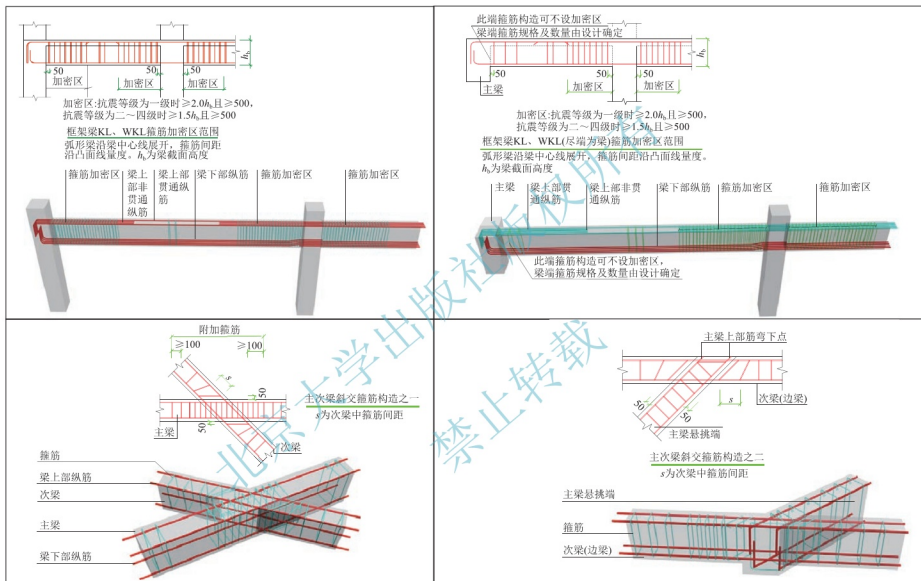 50
50
50
h_b
加密区
加密区
加密区
加密区:抗震等级为一级时≥2.0h_b且≥500,
抗震等级为二～四级时≥1.5h_b且≥500
框架梁KL、WKL箍筋加密区范围
弧形梁沿梁中心线展开，箍筋间距
沿凸面线量度。h_b为梁截面高度
箍筋加密区
梁上部非贯通纵筋
梁上部贯通纵筋
梁下部纵筋
箍筋加密区
箍筋加密区
此端箍筋构造可不设加密区
梁端箍筋规格及数量由设计确定
h_b
50
50
50
主梁
加密区
加密区
加密区:抗震等级为一级时≥2.0h_b且≥500,
抗震等级为二～四级时≥1.5h_b且≥500
框架梁KL、WKL(尽端为梁)箍筋加密区范围
弧形梁沿梁中心线展开，箍筋间距沿凸面线量度。
h_b为梁截面高度
主梁
梁上部贯通纵筋
梁上部非贯通纵筋
梁下部纵筋
箍筋加密区
箍筋加密区
此端箍筋构造可不设加密区，
梁端箍筋规格及数量由设计确定
附加箍筋
≥100
≥100
s
50
50
主梁
次梁
主次梁斜交箍筋构造之一
s为次梁中箍筋间距
箍筋
梁上部纵筋
次梁
主梁
梁下部纵筋
主梁上部筋弯下点
50
50
s
次梁(边梁)
主梁悬挑端
主次梁斜交箍筋构造之二
s为次梁中箍筋间距
主梁悬挑端
箍筋
次梁(边梁)
北京大学出版社版权所有
禁止转载